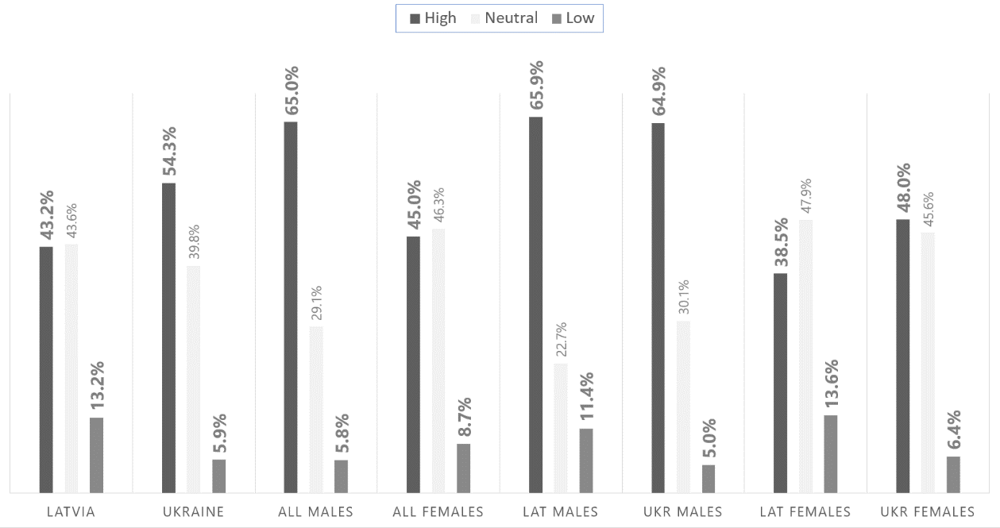 High Neutral Low
43.2% 43.6% 13.2%
54.3% 39.8% 5.9%
65.0% 29.1% 5.8%
45.0% 46.3% 8.7%
65.9% 22.7% 11.4%
64.9% 30.1% 5.0%
38.5% 47.9% 13.6%
48.0% 45.6% 6.4%
LATVIA UKRAINE ALL MALES ALL FEMALES LAT MALES UKR MALES LAT FEMALES UKR FEMALES